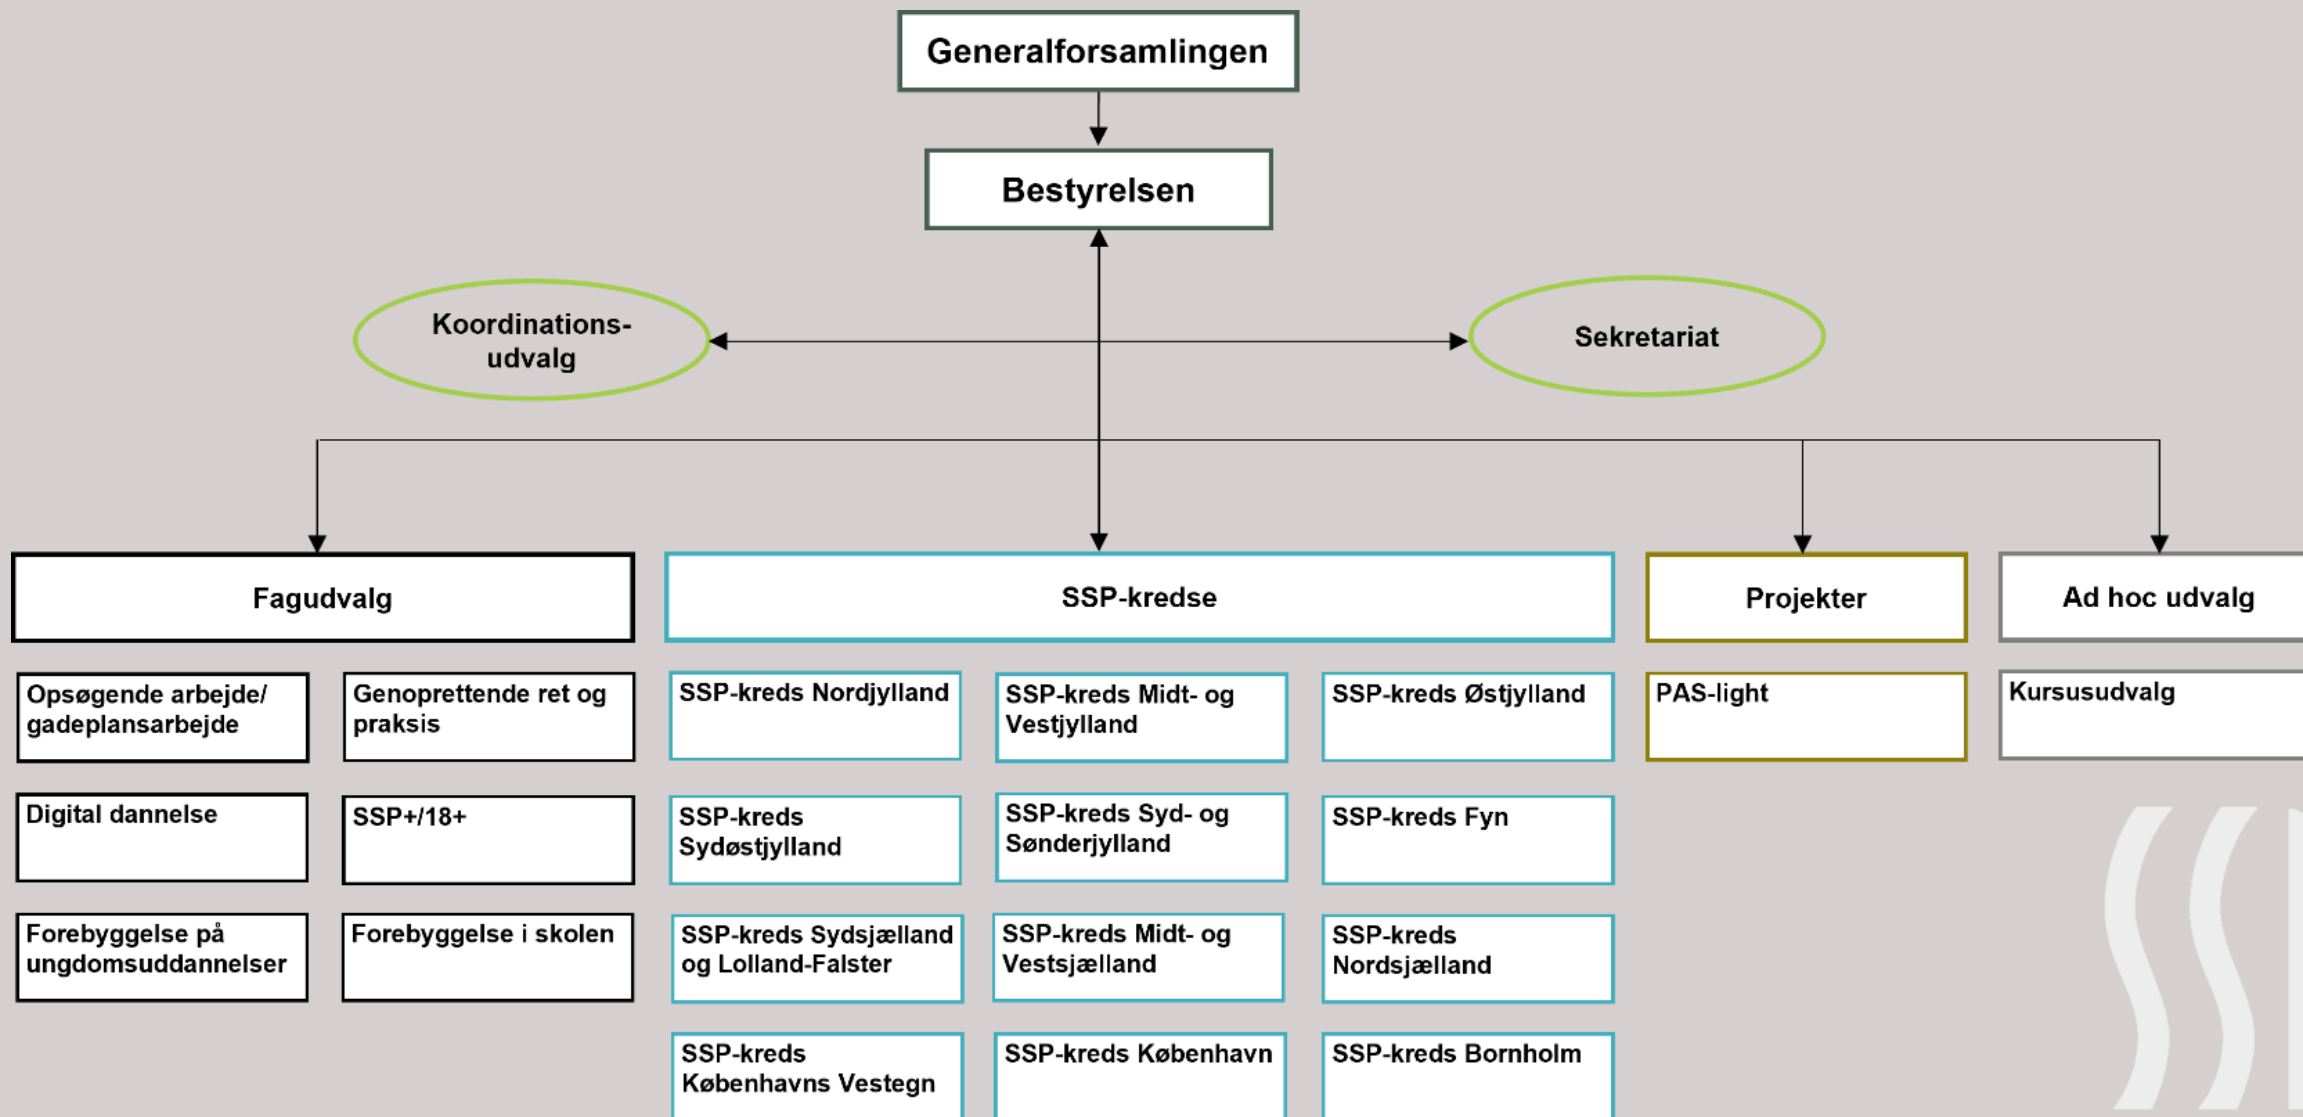 Generalforsamlingen
Bestyrelsen
Koordinations-
udvalg
Sekretariat
Fagudvalg
SSP-kredse
Projekter
Ad hoc udvalg
Opsøgende arbejde/
gadeplansarbejde
Genoprettende ret og
praksis
SSP-kreds Nordjylland
SSP-kreds Midt- og
Vestjylland
SSP-kreds Østjylland
PAS-light
Kursusudvalg
Digital dannelse
SSP+/18+
SSP-kreds
Sydøstjylland
SSP-kreds Syd- og
Sønderjylland
SSP-kreds Fyn
Forebyggelse på
ungdomsuddannelser
Forebyggelse i skolen
SSP-kreds Sydsjælland
og Lolland-Falster
SSP-kreds Midt- og
Vestsjælland
SSP-kreds
Nordsjælland
SSP-kreds
Københavns Vestegn
SSP-kreds København
SSP-kreds Bornholm